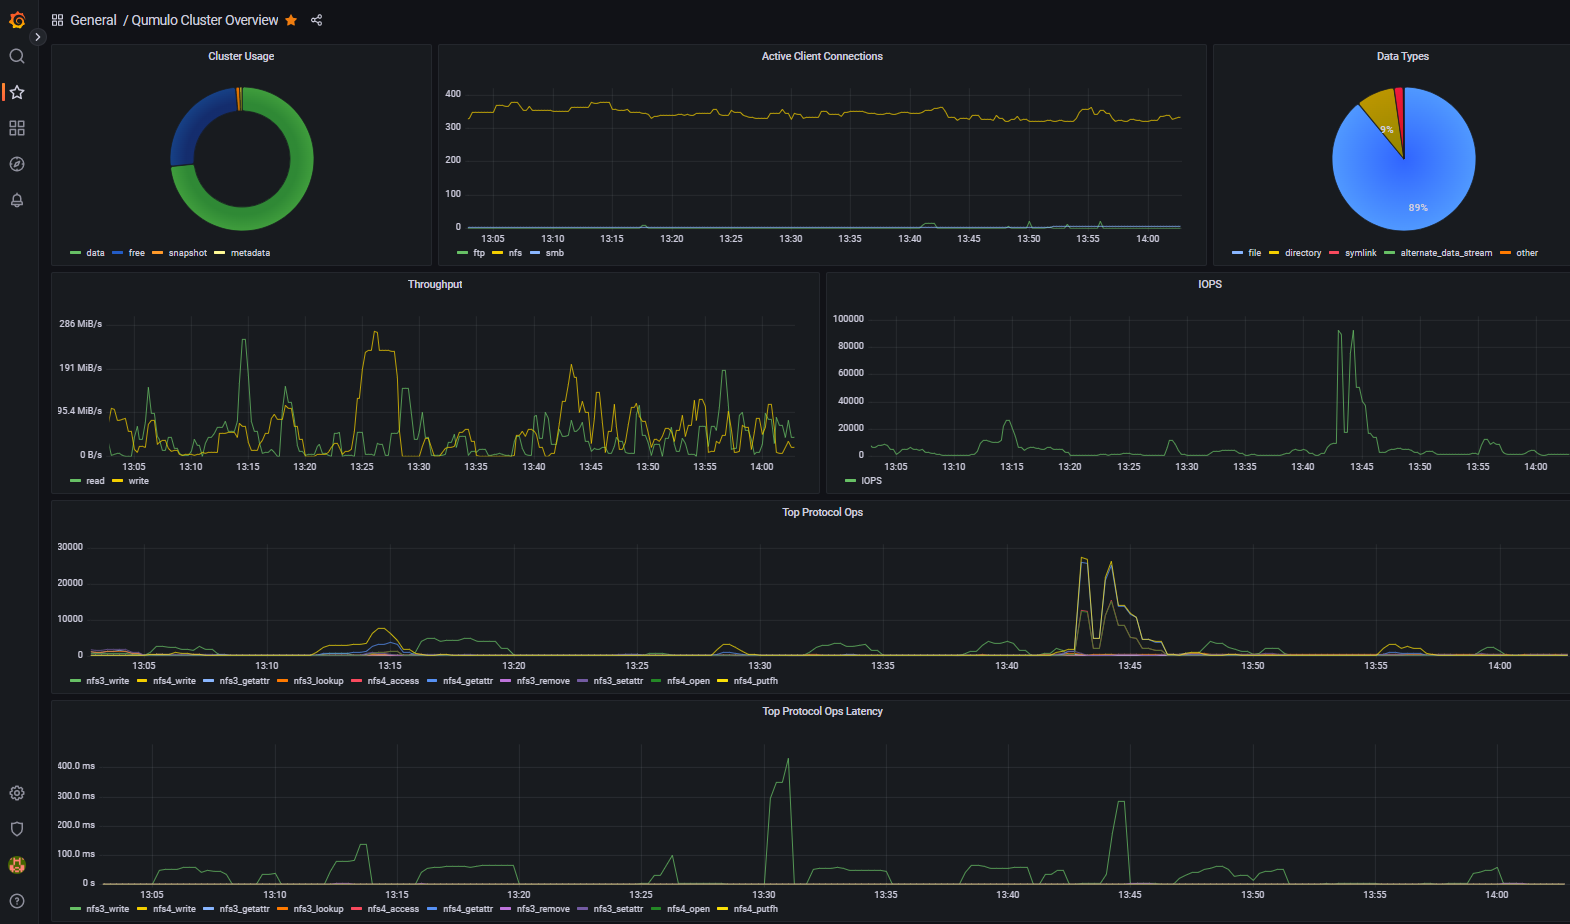 General / Qumulo Cluster Overview
Cluster Usage
data free snapshot metadata
Active Client Connections
400
300
200
100
0
13:05 13:10 13:15 13:20 13:25 13:30 13:35 13:40 13:45 13:50 13:55 14:00
ftp nfs smb
Data Types
9%
89%
file directory symlink alternate_data_stream other
Throughput
286 MiB/s
191 MiB/s
95.4 MiB/s
0 B/s
13:05 13:10 13:15 13:20 13:25 13:30 13:35 13:40 13:45 13:50 13:55 14:00
read write
IOPS
100000
80000
60000
40000
20000
0
13:05 13:10 13:15 13:20 13:25 13:30 13:35 13:40 13:45 13:50 13:55 14:00
IOPS
Top Protocol Ops
30000
20000
10000
0
13:05 13:10 13:15 13:20 13:25 13:30 13:35 13:40 13:45 13:50 13:55 14:00
nfs3_write nfs4_write nfs3_getattr nfs3_lookup nfs4_access nfs4_getattr nfs3_remove nfs3_setattr nfs4_open nfs4_putfh
Top Protocol Ops Latency
400.0 ms
300.0 ms
200.0 ms
100.0 ms
0 s
13:05 13:10 13:15 13:20 13:25 13:30 13:35 13:40 13:45 13:50 13:55 14:00
nfs3_write nfs4_write nfs3_getattr nfs3_lookup nfs4_access nfs4_getattr nfs3_remove nfs3_setattr nfs4_open nfs4_putfh